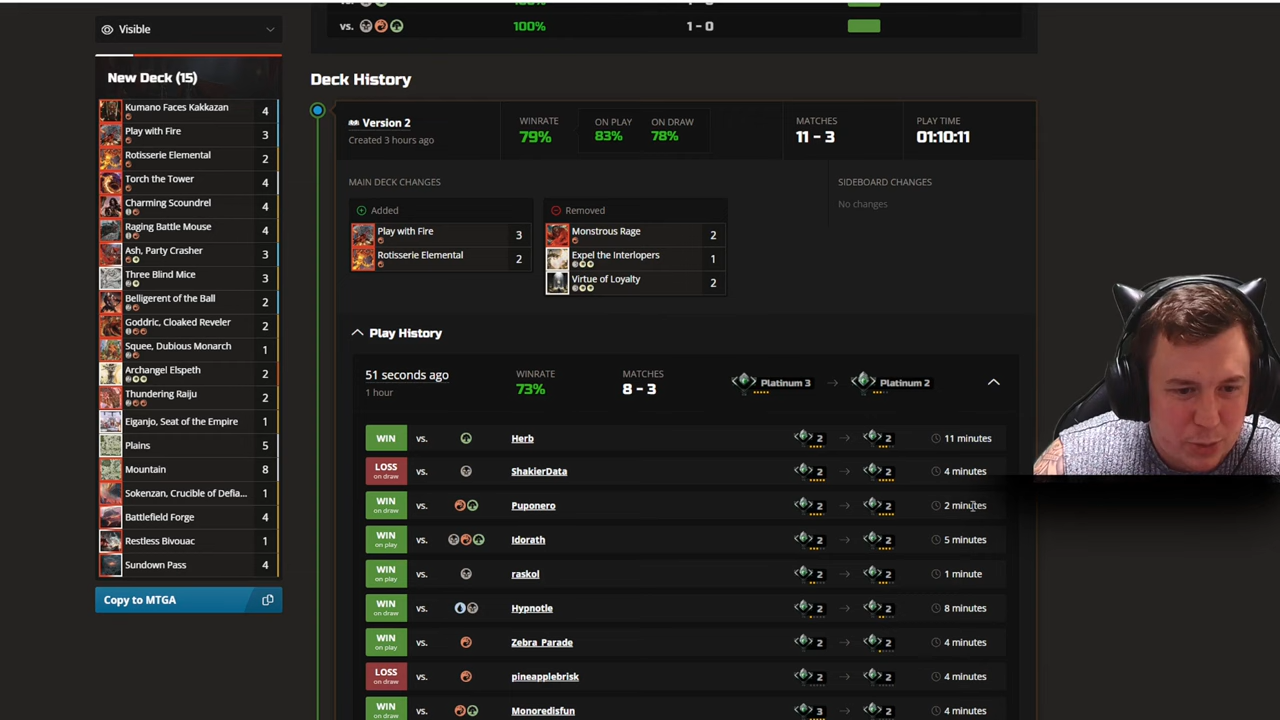 100% 1 - 0
vs. 100% 1 - 0
Visible
New Deck (15)
Kumano Faces Kakkazan 4
Play with Fire 3
Rotisserie Elemental 2
Torch the Tower 4
Charming Scoundrel 4
Raging Battle Mouse 4
Ash, Party Crasher 3
Three Blind Mice 3
Belligerent of the Ball 2
Goddric, Cloaked Reveler 2
Squee, Dubious Monarch 1
Archangel Elspeth 2
Thundering Raiju 2
Eiganjo, Seat of the Empire 1
Plains 5
Mountain 8
Sokenzan, Crucible of Defia... 1
Battlefield Forge 4
Restless Bivouac 1
Sundown Pass 4
Copy to MTGA
Deck History
Version 2
Created 3 hours ago
WINRATE
79%
ON PLAY
83%
ON DRAW
78%
MATCHES
11 - 3
PLAY TIME
01:10:11
MAIN DECK CHANGES
Added
Play with Fire 3
Rotisserie Elemental 2
Removed
Monstrous Rage 2
Expel the Interlopers 1
Virtue of Loyalty 2
SIDEBOARD CHANGES
No changes
Play History
51 seconds ago
1 hour
WINRATE
73%
MATCHES
8 - 3
Platinum 3
Platinum 2
WIN vs. Herb 2 2 11 minutes
LOSS on draw vs. ShakierData 2 2 4 minutes
WIN on draw vs. Puponero 2 2 2 minutes
WIN on play vs. Idorath 2 2 5 minutes
WIN on play vs. raskol 2 2 1 minute
WIN on draw vs. Hypnotle 2 2 8 minutes
WIN on play vs. Zebra Parade 2 2 4 minutes
LOSS on draw vs. pineapplebrisk 2 2 4 minutes
WIN on draw vs. Monoredisfun 3 2 4 minutes